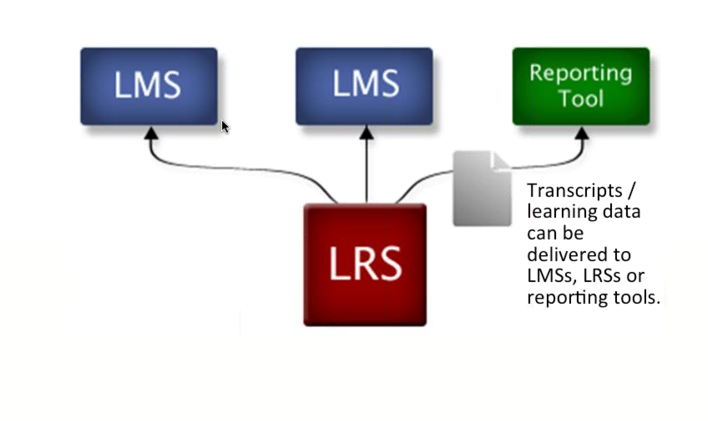 LMS
LMS
Reporting
Tool
LRS
Transcripts /
learning data
can be
delivered to
LMSs, LRSs or
reporting tools.